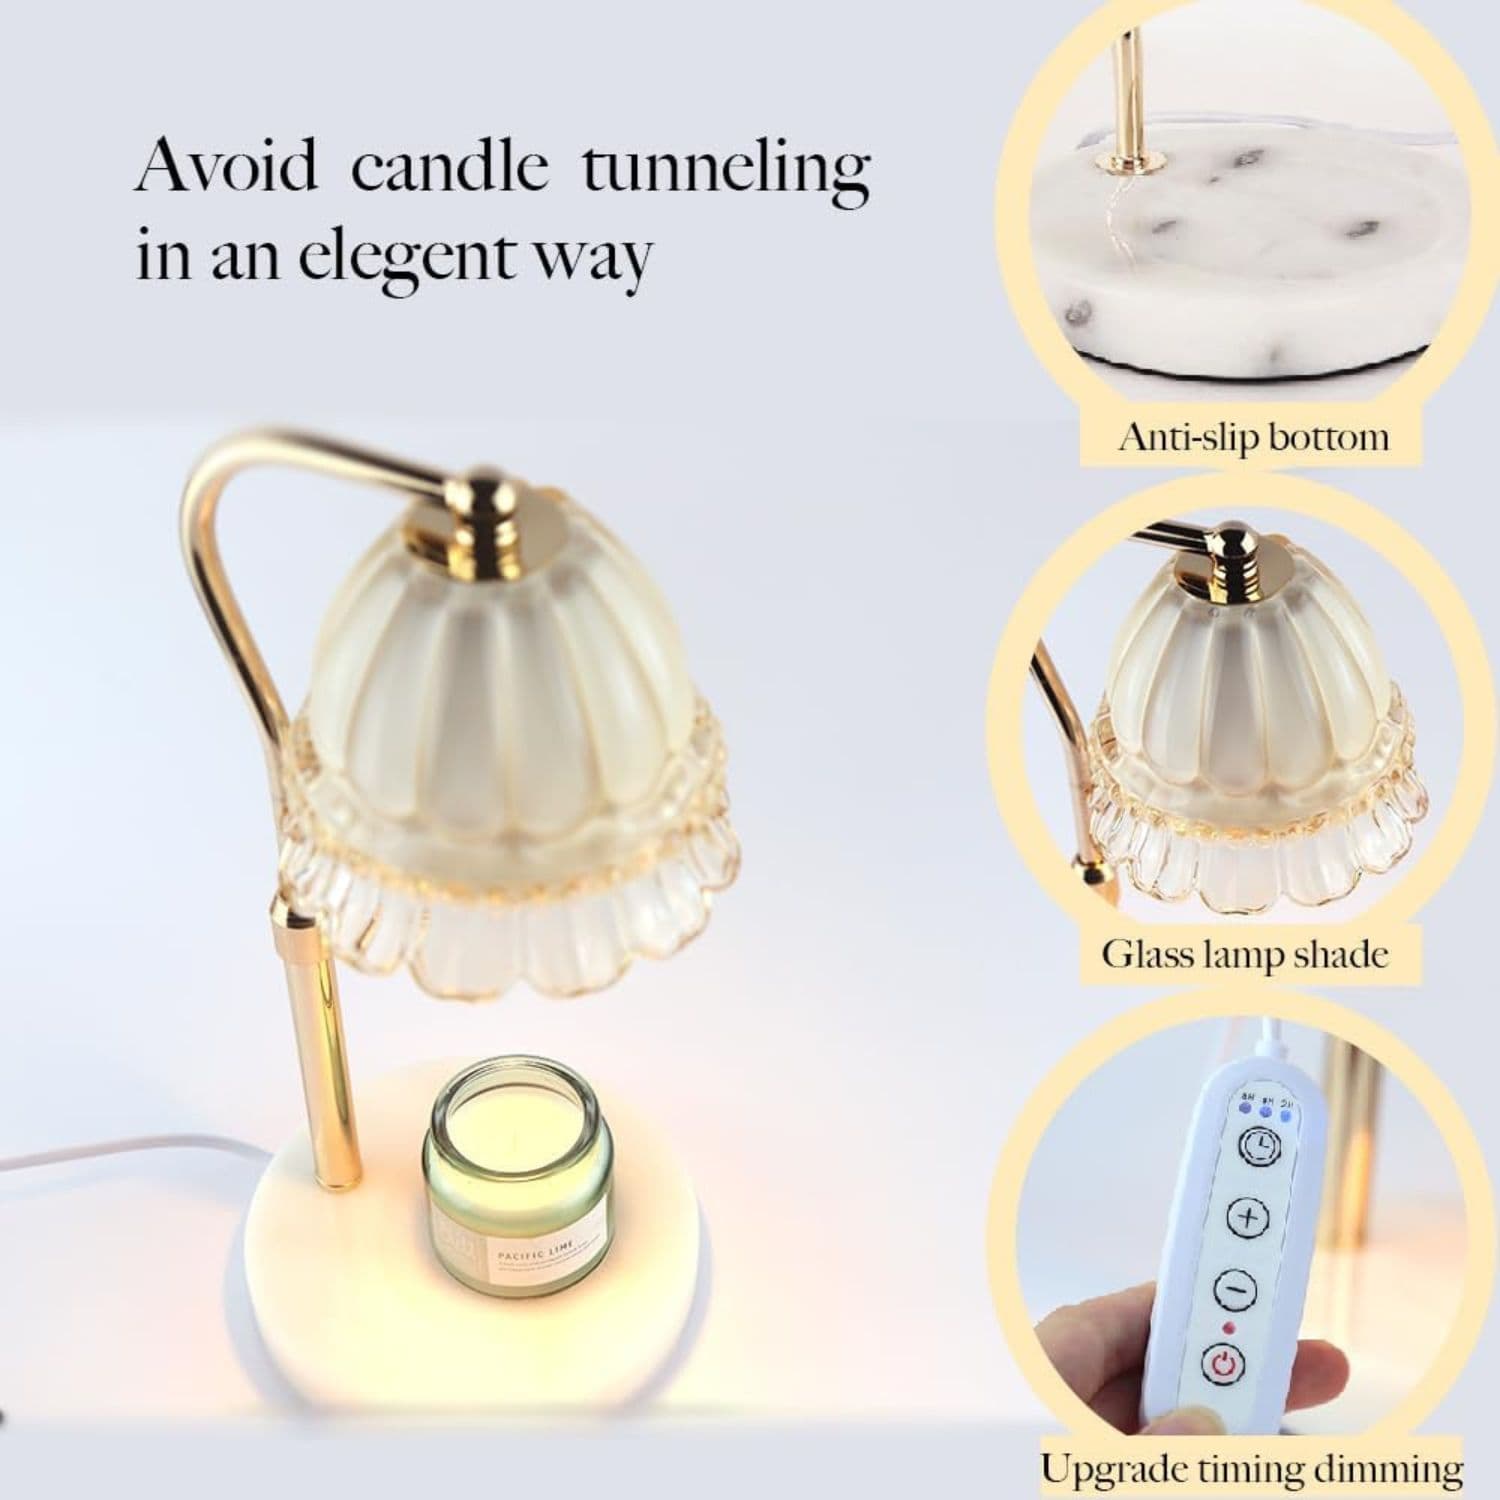 Avoid candle tunneling
in an elegent way
Anti-slip bottom
Glass lamp shade
PACIFIC LIME
Upgrade timing dimming